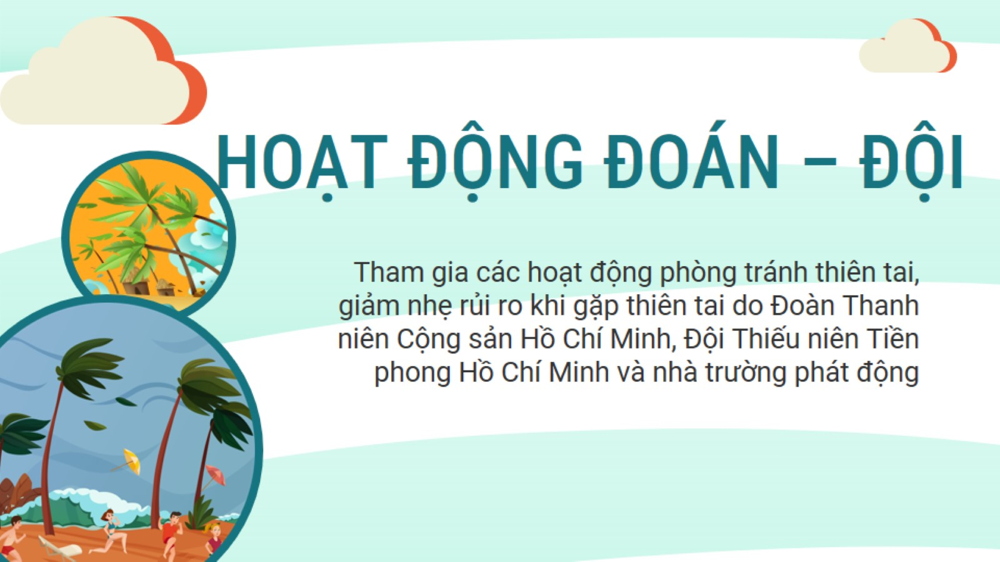 HOẠT ĐỘNG ĐOÁN – ĐỘI
Tham gia các hoạt động phòng tránh thiên tai,
giảm nhẹ rủi ro khi gặp thiên tai do Đoàn Thanh
niên Cộng sản Hồ Chí Minh, Đội Thiếu niên Tiền
phong Hồ Chí Minh và nhà trường phát động